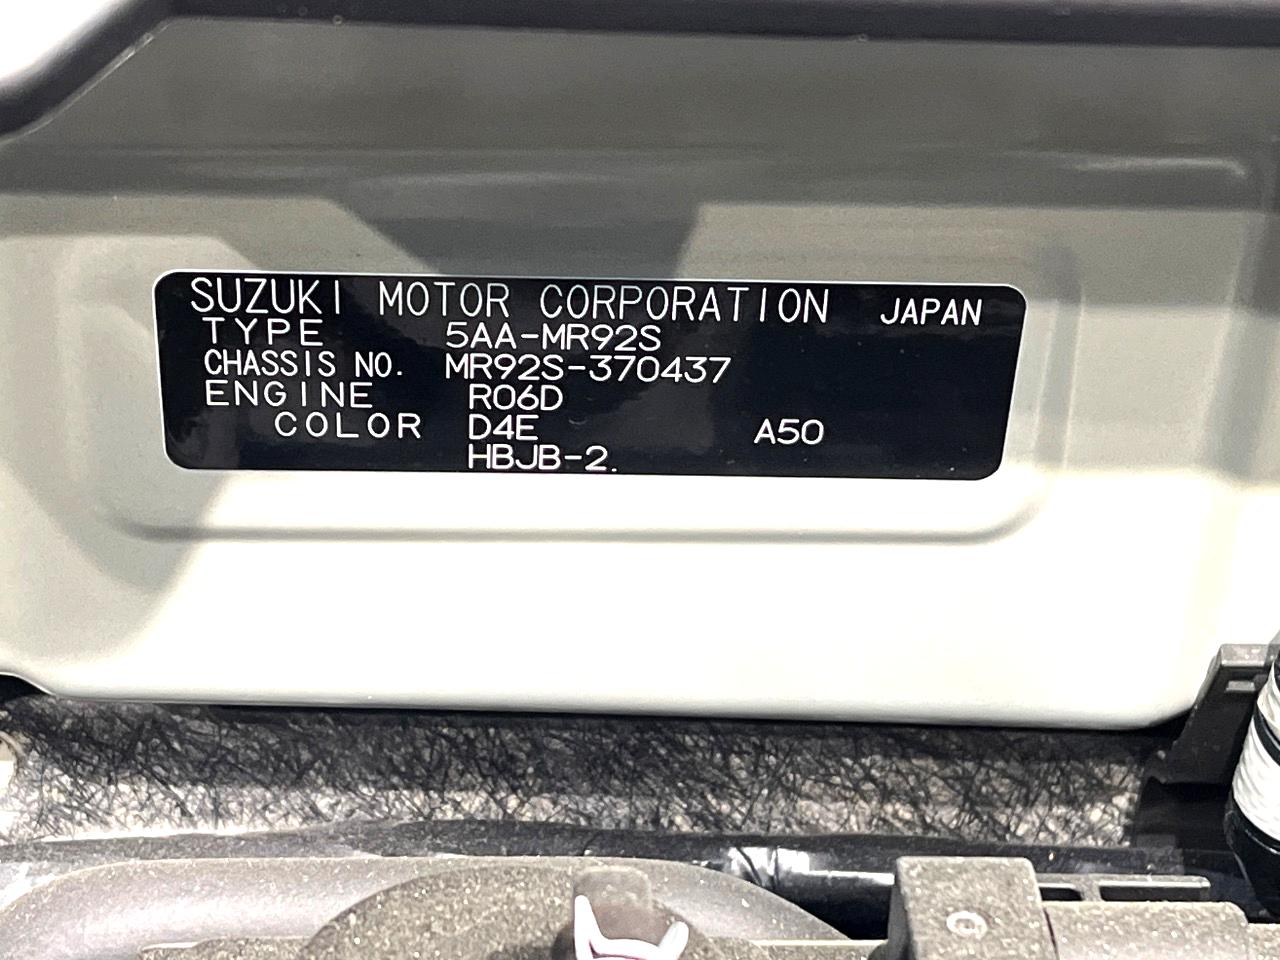 SUZUKI MOTOR CORPORATION JAPAN
TYPE 5AA-MR92S
CHASSIS NO. MR92S-370437
ENGINE R06D
COLOR D4E A50
HBJB-2.